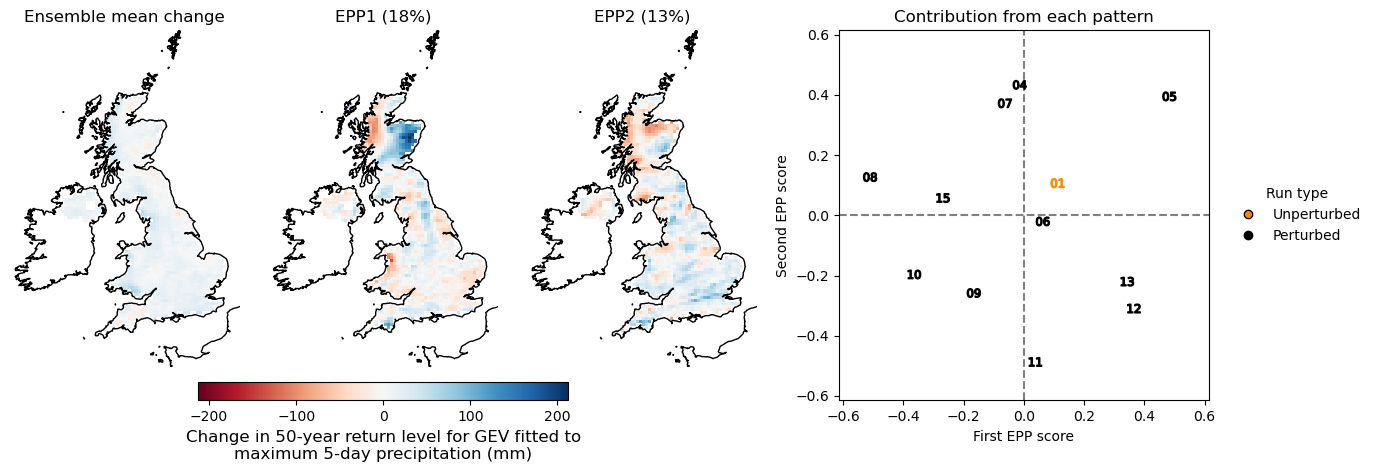 Ensemble mean change
EPP1 (18%)
EPP2 (13%)
Contribution from each pattern
−200
−100
0
100
200
Change in 50-year return level for GEV fitted to
maximum 5-day precipitation (mm)
Second EPP score
0.6
0.4
0.2
0.0
−0.2
−0.4
−0.6
04
07
05
08
01
15
06
10
09
13
12
11
−0.6
−0.4
−0.2
0.0
0.2
0.4
0.6
First EPP score
Run type
Unperturbed
Perturbed